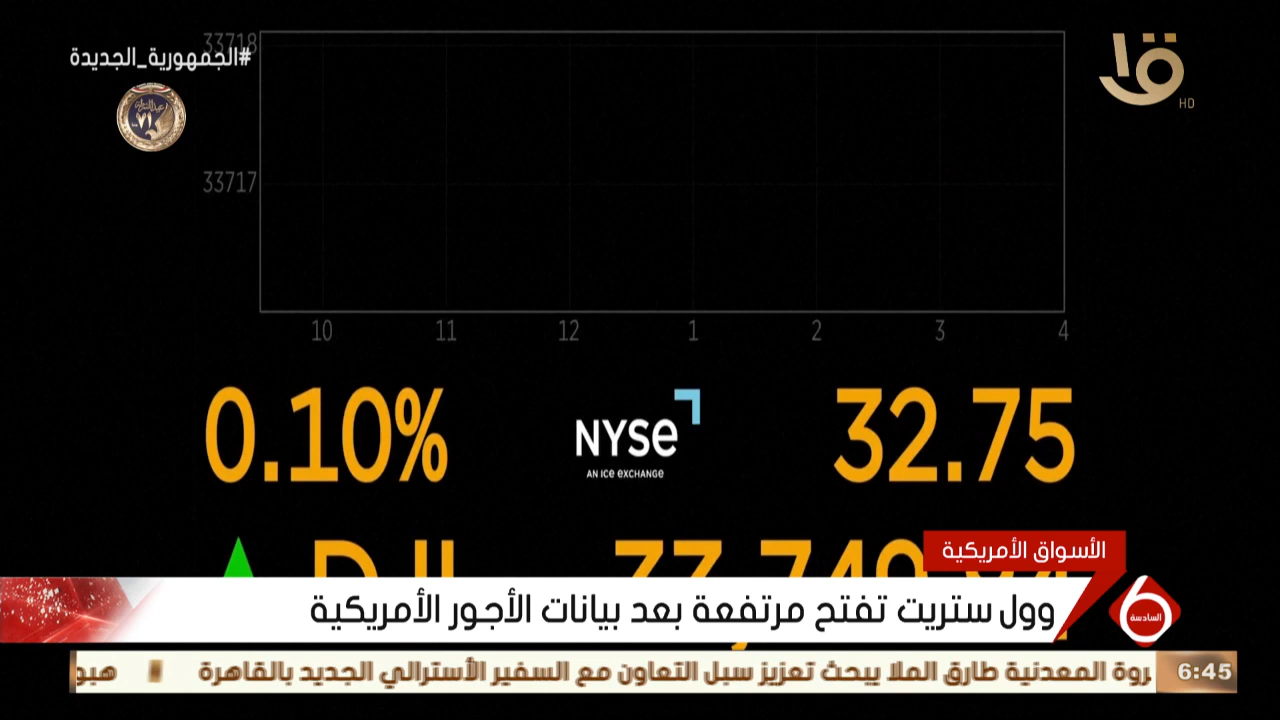 #الجمهورية_الجديدة
HD
33718
33717
10 11 12 1 2 3 4
0.10%
NYSE
AN ICE EXCHANGE
32.75
الأسواق الأمريكية
وول ستريت تفتح مرتفعة بعد بيانات الأجور الأمريكية
السادسة
المعدنية طارق الملا يبحث تعزيز سبل التعاون مع السفير الأسترالي الجديد بالقاهرة
6:45